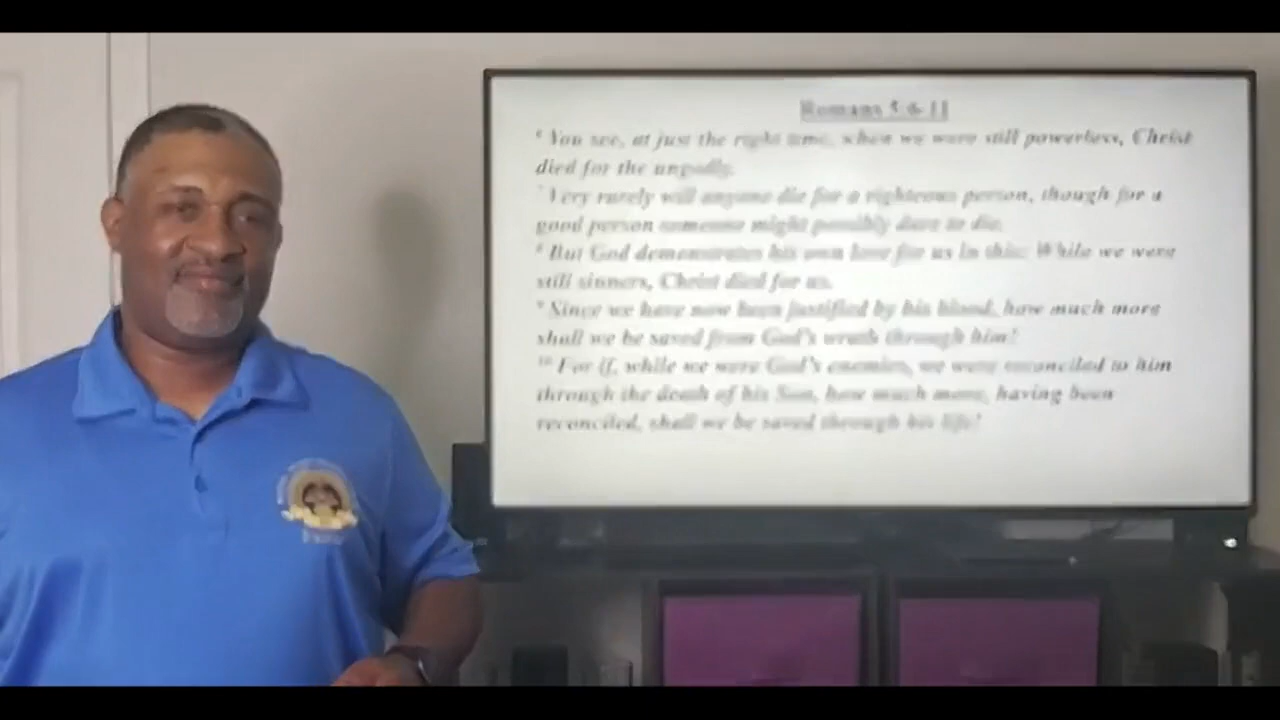 Romans 5:6-11
6 You see, at just the right time, when we were still powerless, Christ
died for the ungodly.
7 Very rarely will anyone die for a righteous person, though for a
good person someone might possibly dare to die.
8 But God demonstrates his own love for us in this: While we were
still sinners, Christ died for us.
9 Since we have now been justified by his blood, how much more
shall we be saved from God's wrath through him!
10 For if, while we were God's enemies, we were reconciled to him
through the death of his Son, how much more, having been
reconciled, shall we be saved through his life!